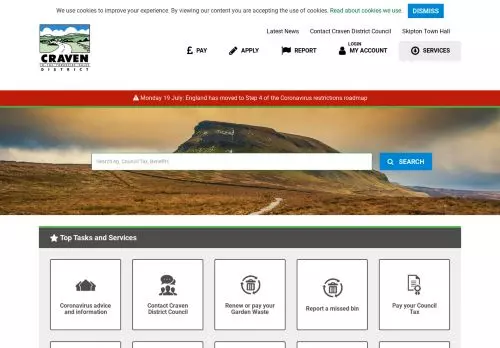 We use cookies to improve your experience. By viewing our content you are accepting the use of cookies. Read about cookies we use. DISMISS
Latest News Contact Craven District Council Skipton Town Hall
CRAVEN
DISTRICT
PAY APPLY REPORT LOGIN MY ACCOUNT SERVICES
Monday 19 July: England has moved to Step 4 of the Coronavirus restrictions roadmap
Search eg. Council Tax, Benefits SEARCH
Top Tasks and Services
Coronavirus advice and information
Contact Craven District Council
Renew or pay your Garden Waste
Report a missed bin
Pay your Council Tax